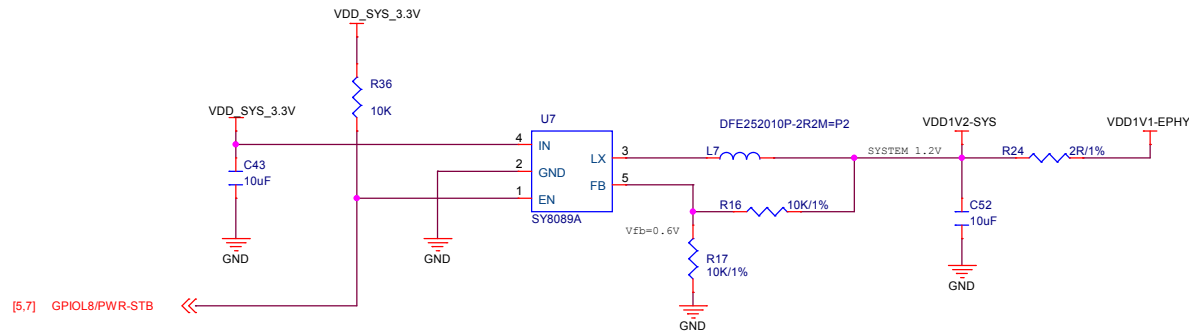 VDD_SYS_3.3V
R36
10K
VDD_SYS_3.3V
C43
10uF
GND
U7
4
IN
2
GND
1
EN
LX
3
FB
5
SY8089A
GND
DFE252010P-2R2M=P2
L7
SYSTEM 1.2V
VDD1V2-SYS
VDD1V1-EPHY
R24
2R/1%
R16
10K/1%
Vfb=0.6V
R17
10K/1%
GND
C52
10uF
GND
[5,7] GPIOL8/PWR-STB